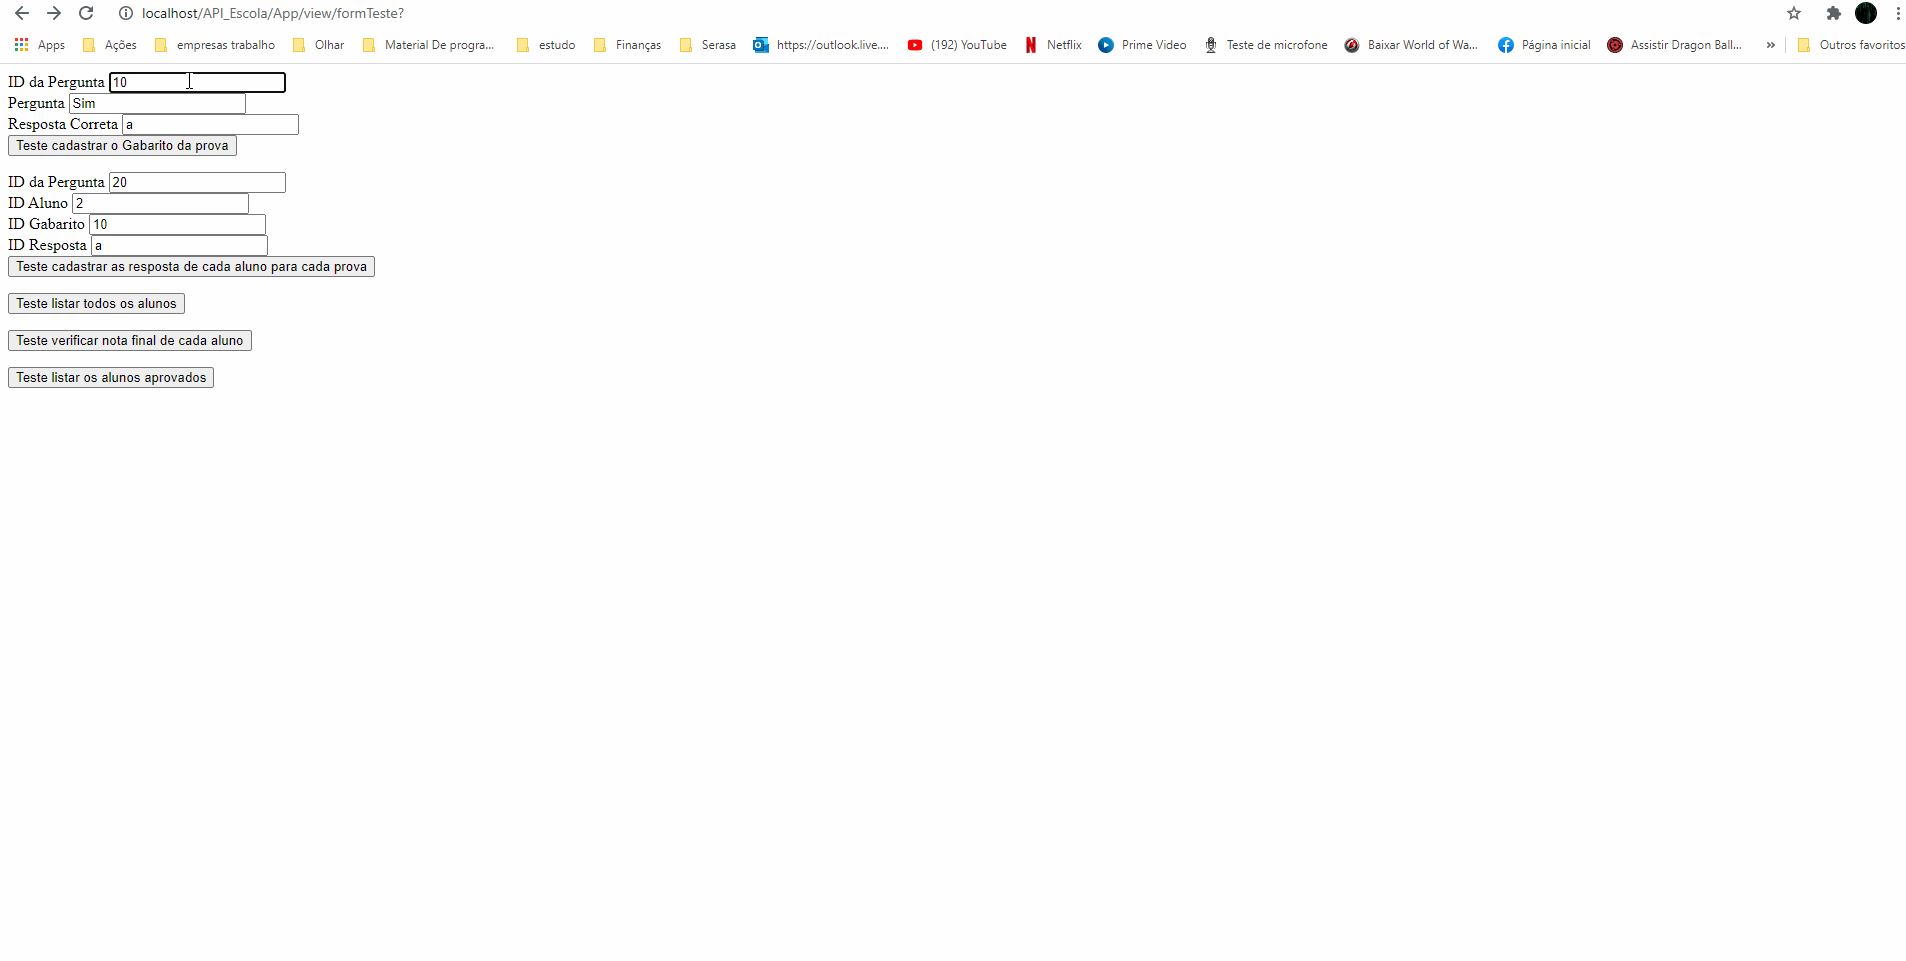 localhost/API_Escola/App/view/formTeste?
Apps Ações empresas trabalho Olhar Material De progra... estudo Finanças Serasa https://outlook.live.... (192) YouTube Netflix Prime Video Teste de microfone Baixar World of Wa... Página inicial Assistir Dragon Ball... » Outros favoritos
ID da Pergunta 10
Pergunta Sim
Resposta Correta a
Teste cadastrar o Gabarito da prova
ID da Pergunta 20
ID Aluno 2
ID Gabarito 10
ID Resposta a
Teste cadastrar as resposta de cada aluno para cada prova
Teste listar todos os alunos
Teste verificar nota final de cada aluno
Teste listar os alunos aprovados